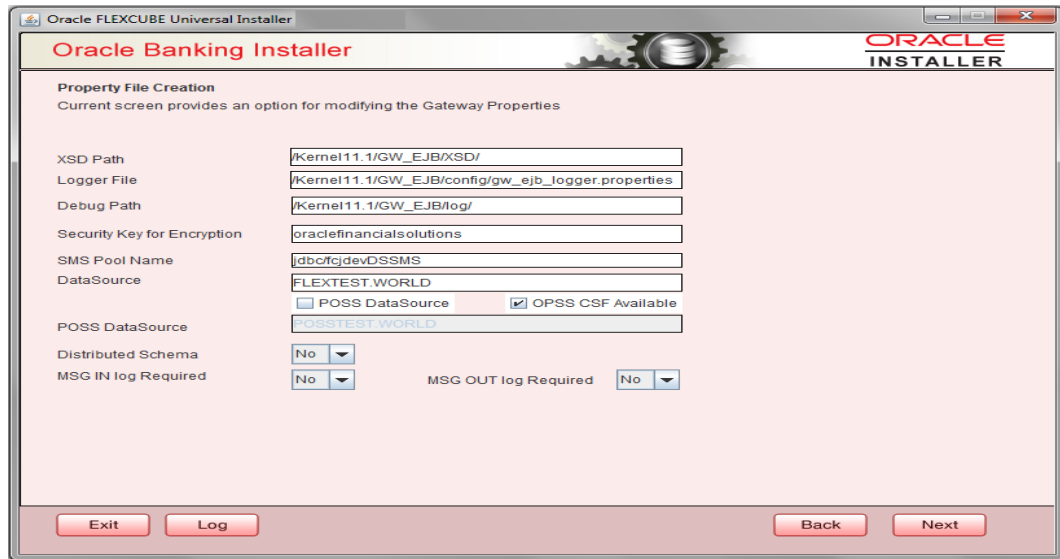 Oracle FLEXCUBE Universal Installer
Oracle Banking Installer
ORACLE
INSTALLER
Property File Creation
Current screen provides an option for modifying the Gateway Properties
XSD Path /Kernel11.1/GW_EJB/XSD/
Logger File /Kernel11.1/GW_EJB/config/gw_ejb_logger.properties
Debug Path /Kernel11.1/GW_EJB/log/
Security Key for Encryption oraclefinancialsolutions
SMS Pool Name jdbc/fcjdevDSSMS
DataSource FLEXTEST.WORLD
POSS DataSource OPSS CSF Available
POSS DataSource POSSTEST.WORLD
Distributed Schema No
MSG IN log Required No MSG OUT log Required No
Exit Log Back Next